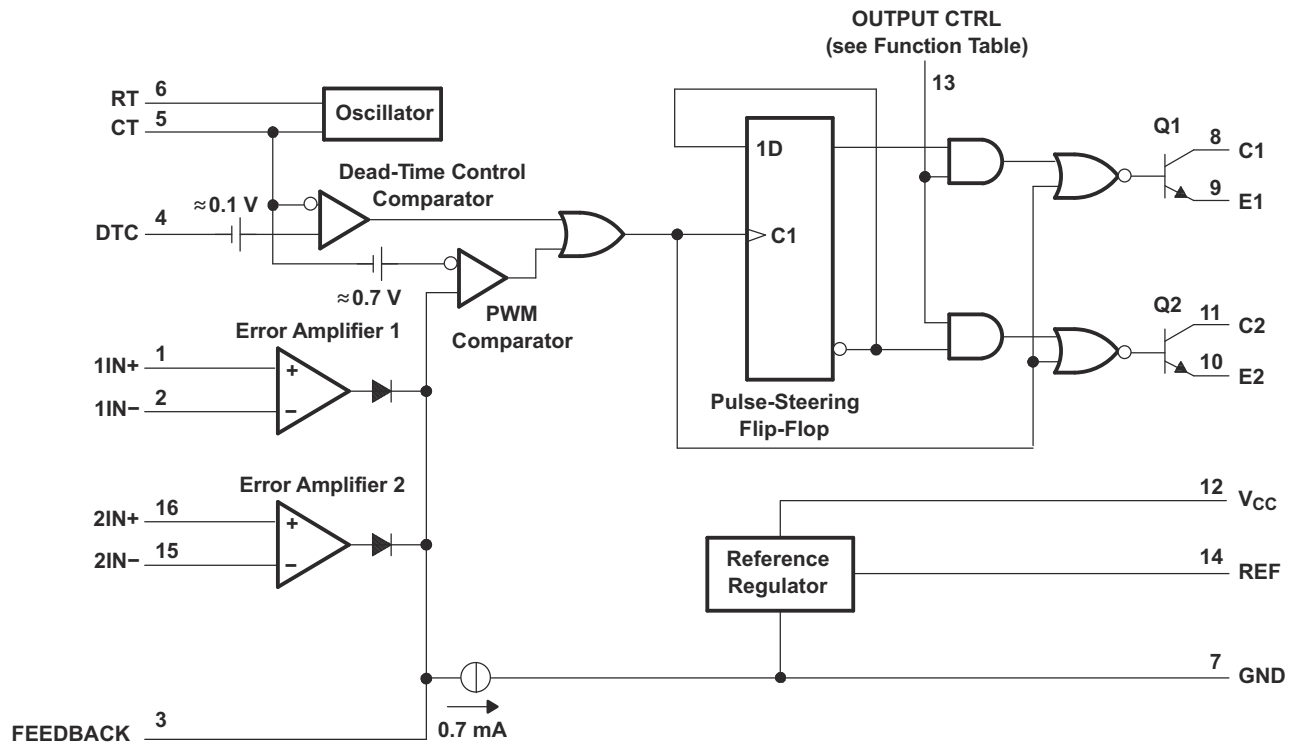 OUTPUT CTRL
(see Function Table)
13
RT 6
CT 5
Oscillator
Dead-Time Control
Comparator
≈ 0.1 V
DTC 4
≈ 0.7 V
PWM
Comparator
1D
C1
Pulse-Steering
Flip-Flop
Q1
8 C1
9 E1
Q2
11 C2
10 E2
Error Amplifier 1
1IN+ 1
1IN− 2
+
−
Error Amplifier 2
2IN+ 16
2IN− 15
+
−
12 VCC
Reference
Regulator
14 REF
7 GND
0.7 mA
FEEDBACK 3